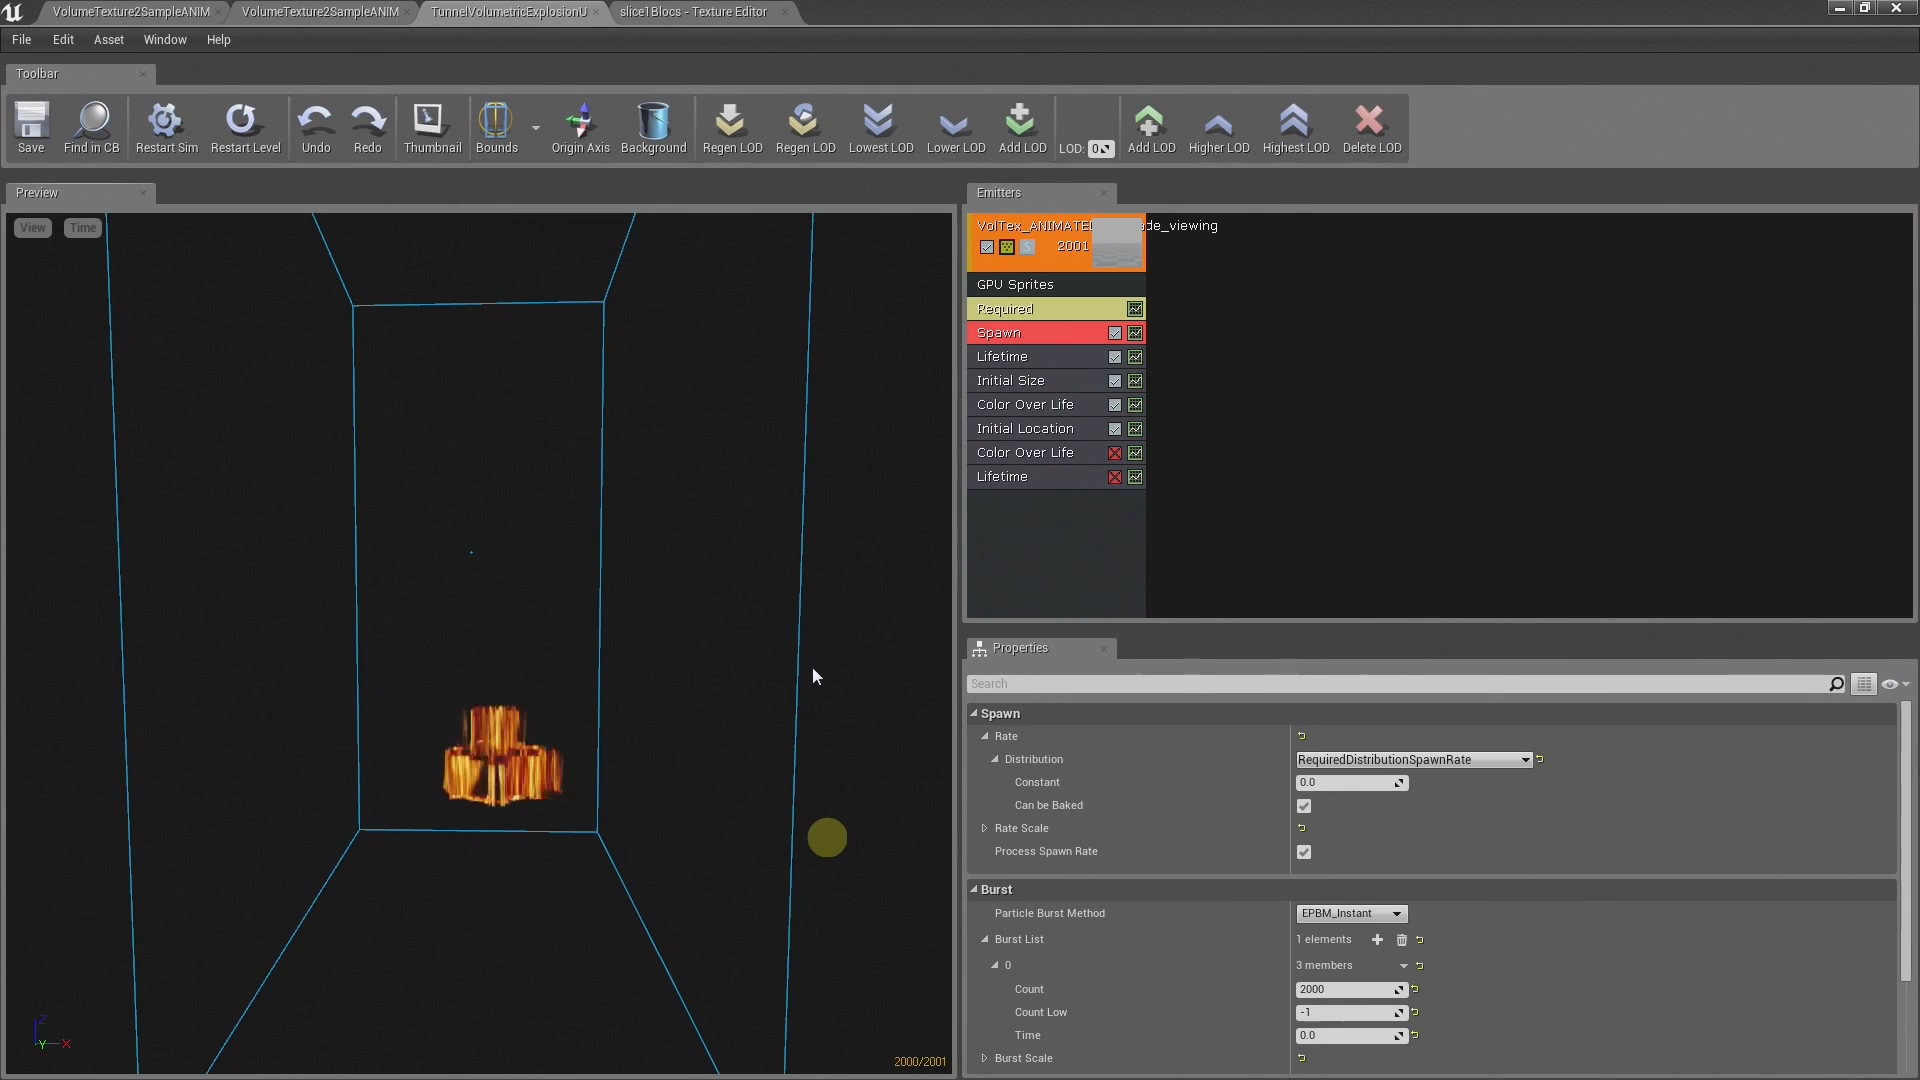 VolumeTexture2SampleANIM
VolumeTexture2SampleANIM
TunnelVolumetricExplosionU
slice1Blocs - Texture Editor
File
Edit
Asset
Window
Help
Toolbar
Save
Find in CB
Restart Sim
Restart Level
Undo
Redo
Thumbnail
Bounds
Origin Axis
Background
Regen LOD
Regen LOD
Lowest LOD
Lower LOD
Add LOD
LOD: 0
Add LOD
Higher LOD
Highest LOD
Delete LOD
Preview
View
Time
Z
Y
X
2000/2001
Emitters
VolTex_ANIMATE
de_viewing
S
2001
GPU Sprites
Required
Spawn
Lifetime
Initial Size
Color Over Life
Initial Location
Color Over Life
Lifetime
Properties
Search
Spawn
Rate
Distribution
RequiredDistributionSpawnRate
Constant
0.0
Can be Baked
Rate Scale
Process Spawn Rate
Burst
Particle Burst Method
EPBM_Instant
Burst List
1 elements
0
3 members
Count
2000
Count Low
-1
Time
0.0
Burst Scale